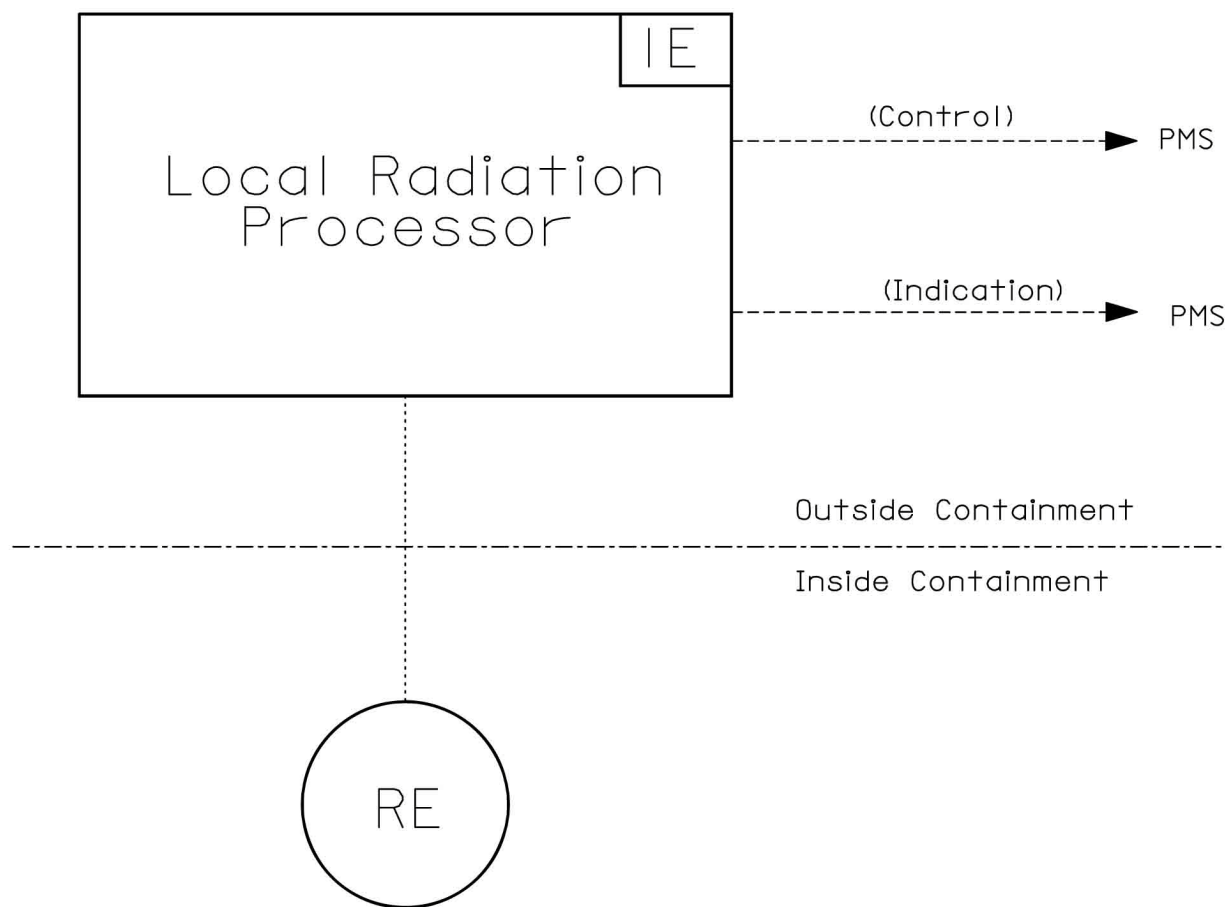 IE
(Control)
PMS
Local Radiation
Processor
(Indication)
PMS
Outside Containment
Inside Containment
RE